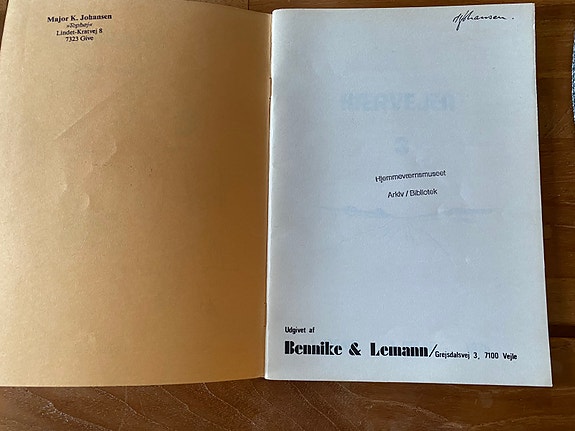 Major K. Johansen
»Tophøj«
Lindet-Kratvej 8
7323 Give
KJohansen.
Hjemmeværnsmuseet
Arkiv / Bibliotek
Udgivet af
Bennike & Lemann/Grejsdalsvej 3, 7100 Vejle